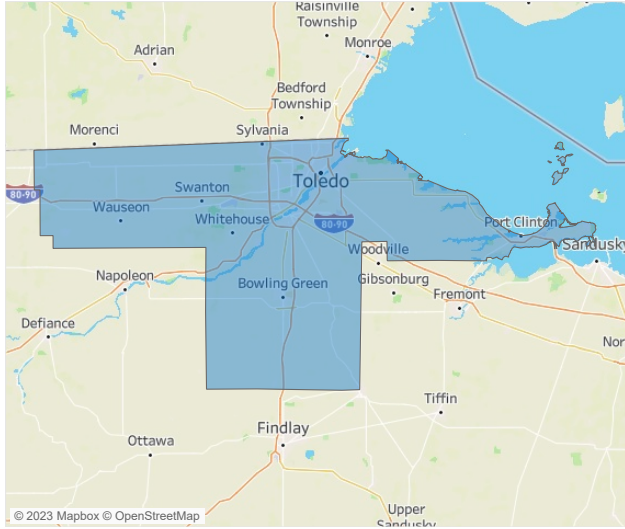 Raisinville
Township
Adrian
Monroe
Bedford
Township
Morenci
Sylvania
Toledo
80-90
Swanton
Wauseon
Whitehouse
80-90
Port Clinton
Woodville
Sandusky
Napoleon
Bowling Green
Gibsonburg
Fremont
Defiance
Nor
Tiffin
Findlay
Ottawa
Upper
Sandusky
© 2023 Mapbox © OpenStreetMap